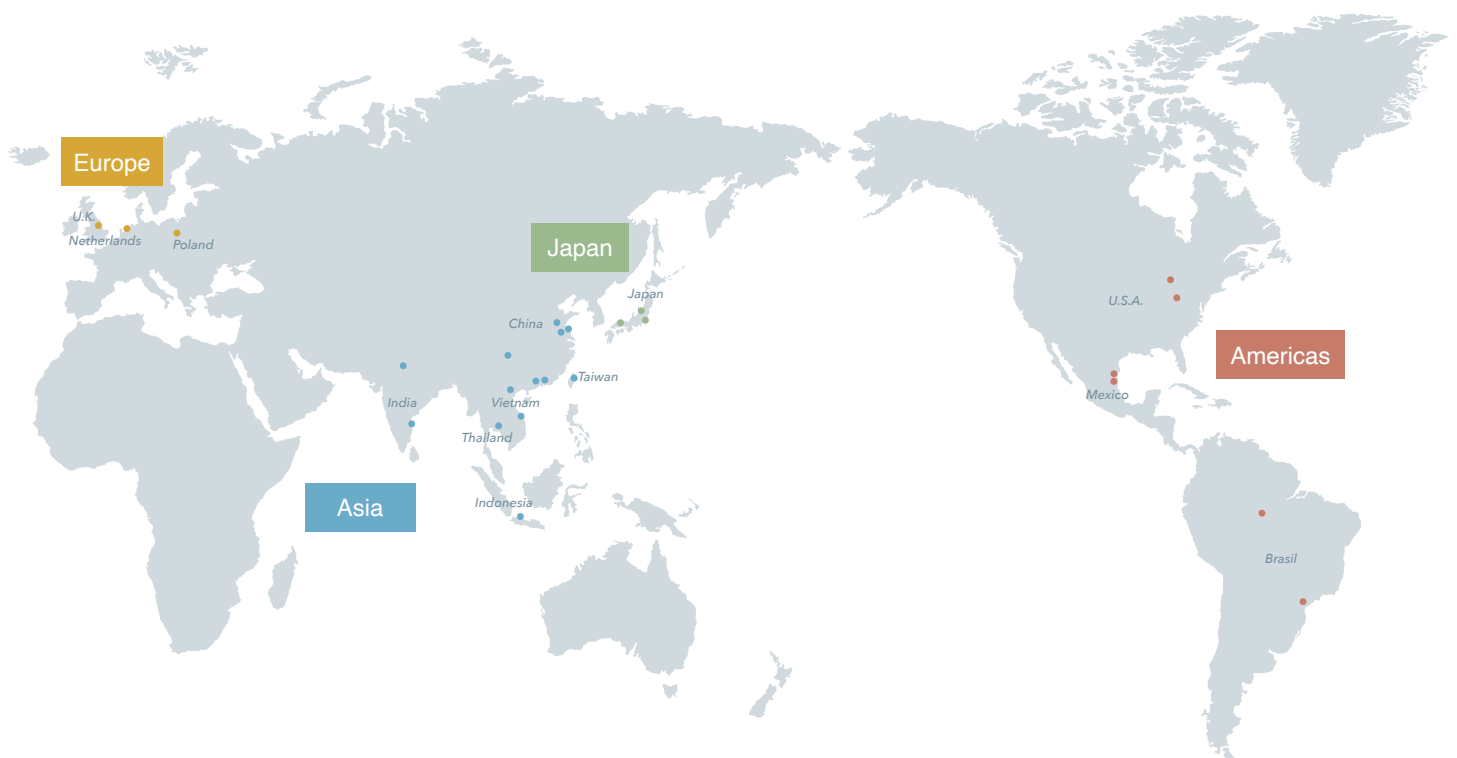 Europe
U.K.
Netherlands
Poland
Japan
Japan
China
Taiwan
India
Vietnam
Thailand
Asia
Indonesia
U.S.A.
Americas
Mexico
Brasil